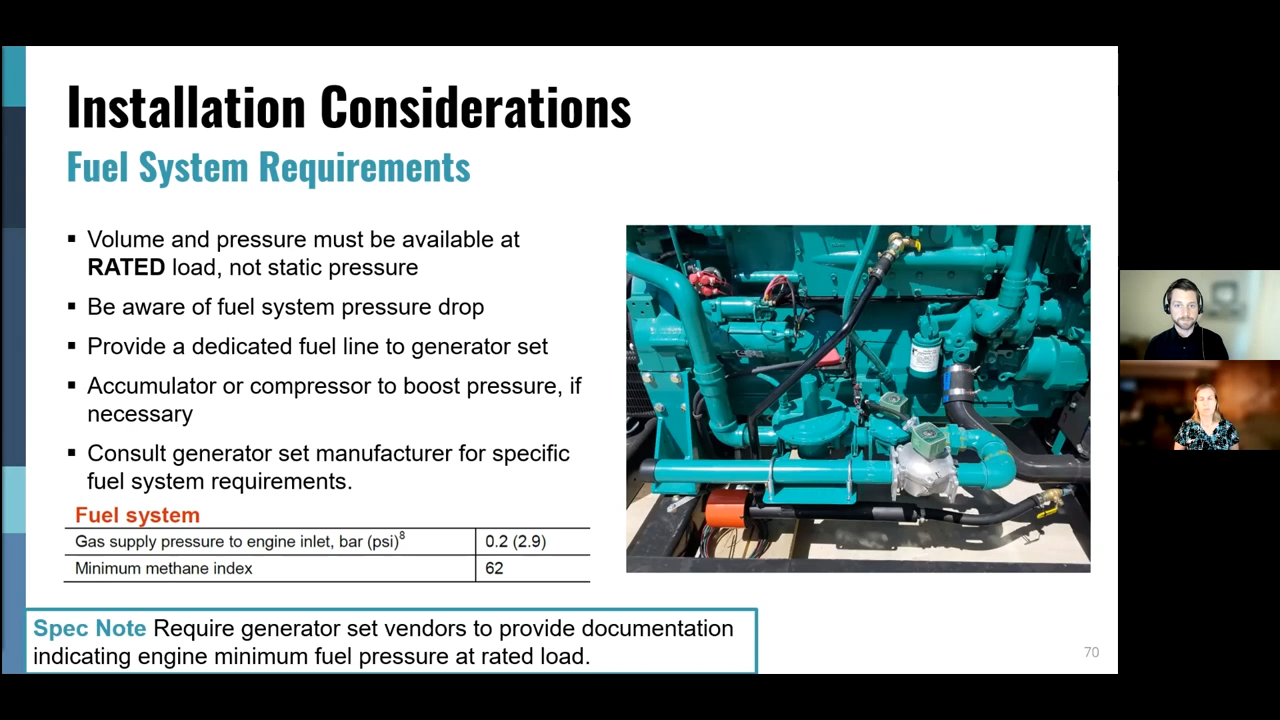 Installation Considerations
Fuel System Requirements
▪ Volume and pressure must be available at
RATED load, not static pressure
▪ Be aware of fuel system pressure drop
▪ Provide a dedicated fuel line to generator set
▪ Accumulator or compressor to boost pressure, if
necessary
▪ Consult generator set manufacturer for specific
fuel system requirements.
Fuel system
Gas supply pressure to engine inlet, bar (psi)⁸ 0.2 (2.9)
Minimum methane index 62
Spec Note Require generator set vendors to provide documentation
indicating engine minimum fuel pressure at rated load.
70